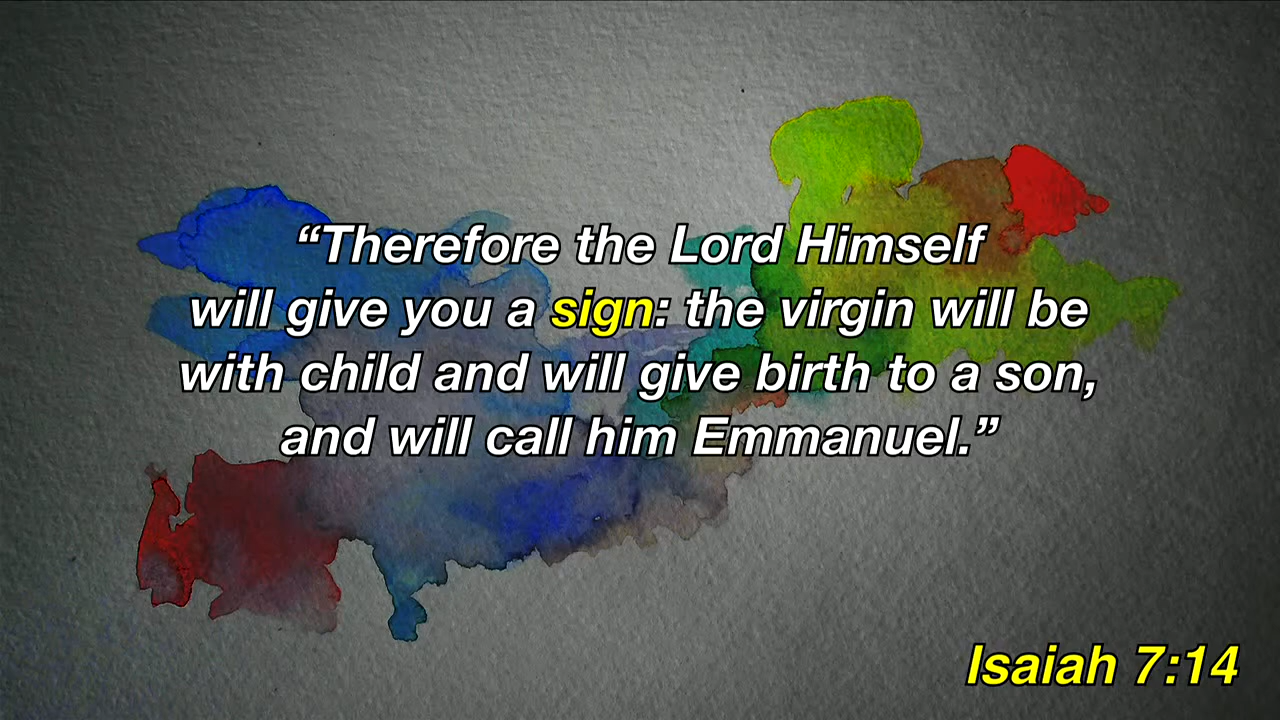 “Therefore the Lord Himself
will give you a sign: the virgin will be
with child and will give birth to a son,
and will call him Emmanuel.”
Isaiah 7:14